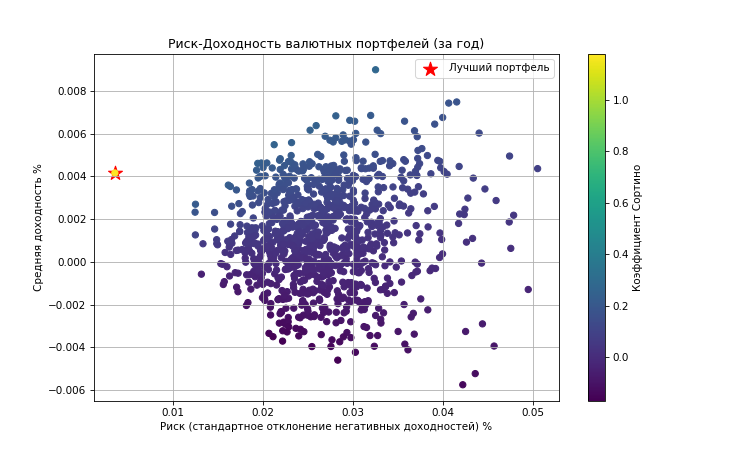 Риск-Доходность валютных портфелей (за год)
Лучший портфель
0.008
0.006
0.004
0.002
0.000
−0.002
−0.004
−0.006
Средняя доходность %
0.01 0.02 0.03 0.04 0.05
Риск (стандартное отклонение негативных доходностей) %
1.0
0.8
0.6
0.4
0.2
0.0
Коэффициент Сортино